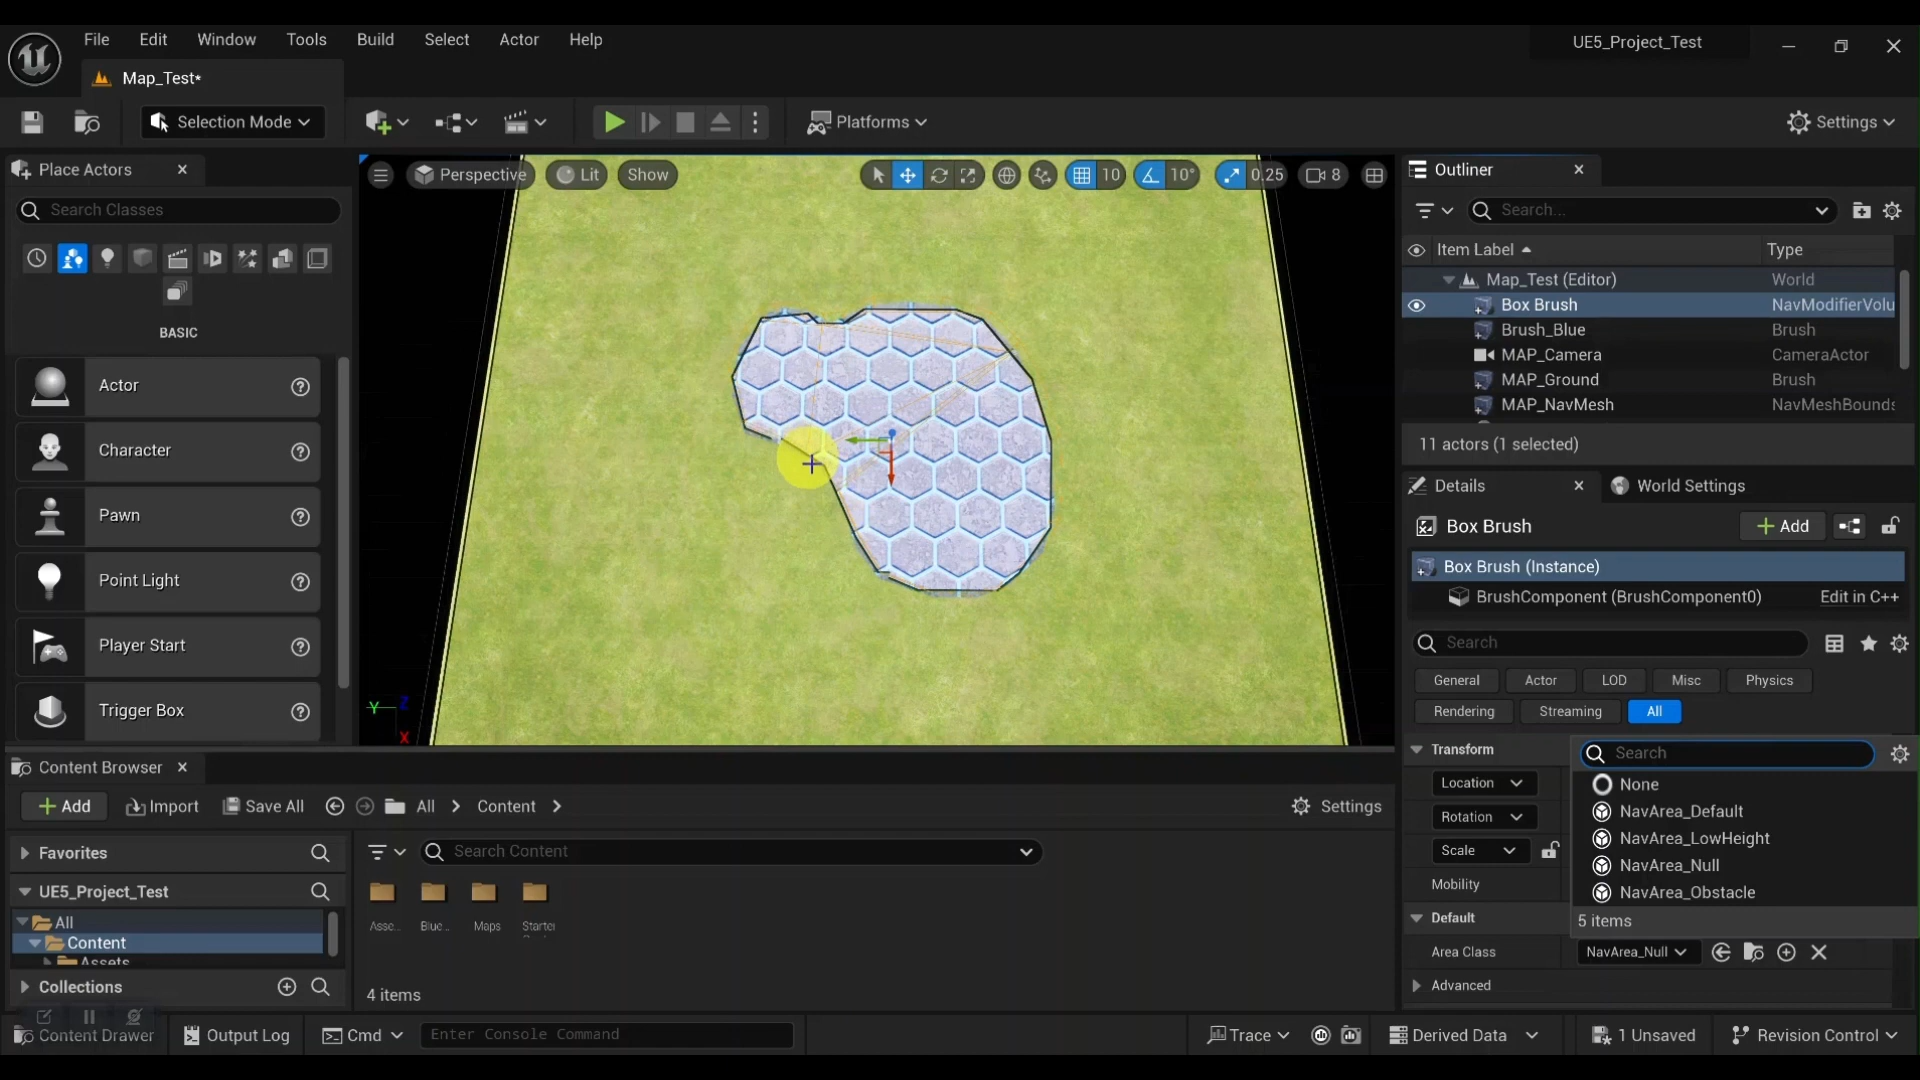 File Edit Window Tools Build Select Actor Help
UE5_Project_Test
Map_Test*
Selection Mode
Platforms
Settings
Place Actors
Search Classes
BASIC
Actor
Character
Pawn
Point Light
Player Start
Trigger Box
Perspective Lit Show 10 10° 0.25 8
Y Z
X
Outliner
Search...
Item Label Type
Map_Test (Editor) World
Box Brush NavModifierVolu
Brush_Blue Brush
MAP_Camera CameraActor
MAP_Ground Brush
MAP_NavMesh NavMeshBounds
11 actors (1 selected)
Details World Settings
Box Brush Add
Box Brush (Instance)
BrushComponent (BrushComponent0) Edit in C++
Search
General Actor LOD Misc Physics
Rendering Streaming All
Transform
Location
Rotation
Scale
Mobility
Default
Search
None
NavArea_Default
NavArea_LowHeight
NavArea_Null
NavArea_Obstacle
5 items
Area Class NavArea_Null
Advanced
Content Browser
Add Import Save All All Content Settings
Favorites
UE5_Project_Test
All
Content
Assets
Collections
Search Content
Asse... Blue... Maps Starter
4 items
Content Drawer Output Log Cmd Enter Console Command Trace Derived Data 1 Unsaved Revision Control